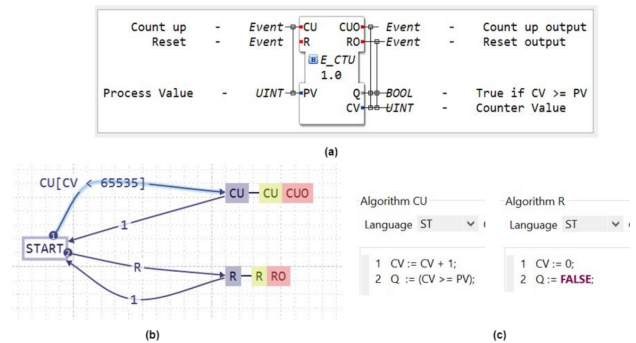 Count up - Event CU CUO Event - Count up output
Reset - Event R RO Event - Reset output
B E_CTU
1.0
Process Value - UINT PV Q BOOL - True if CV >= PV
CV UINT - Counter Value
(a)
CU[CV < 65535]
CU CU CUO
1
START
1
2
R
R R RO
1
(b)
Algorithm CU
Language ST
1 CV := CV + 1;
2 Q := (CV >= PV);
Algorithm R
Language ST
1 CV := 0;
2 Q := FALSE;
(c)